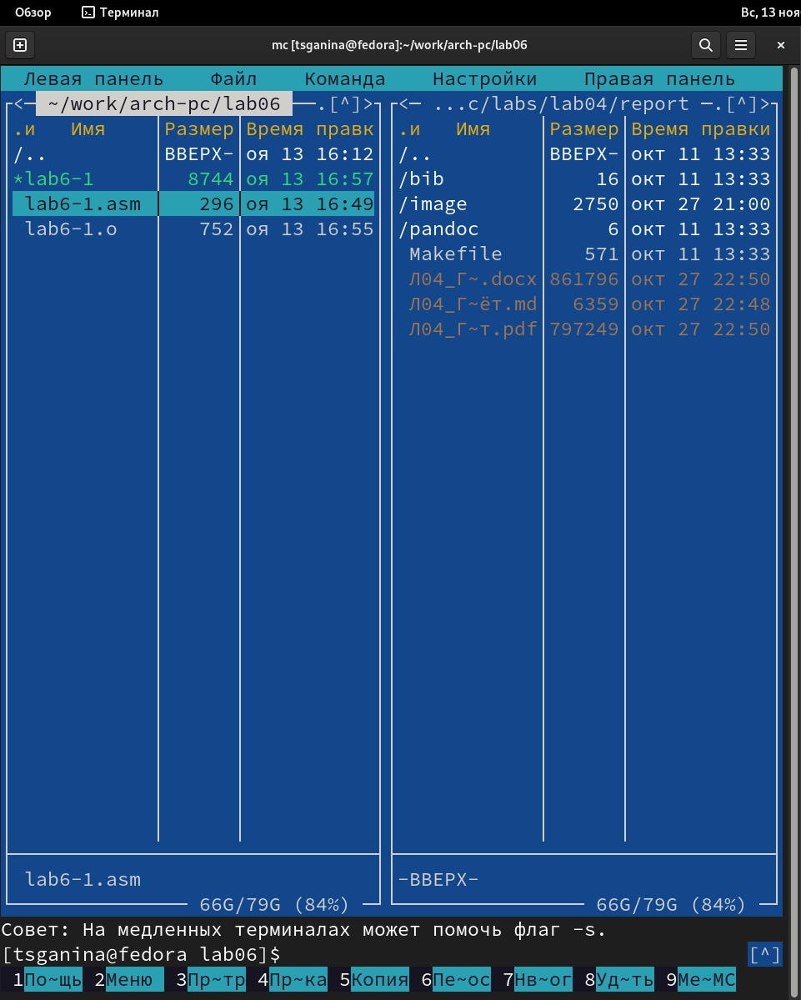 Обзор Терминал Вс, 13 ноя
mc [tsganina@fedora]:~/work/arch-pc/lab06
Левая панель Файл Команда Настройки Правая панель
<─ ~/work/arch-pc/lab06 ──.[^]> <─ ...c/labs/lab04/report ─.[^]>
.и Имя Размер Время правк .и Имя Размер Время правки
/.. ВВЕРХ- оя 13 16:12 /.. ВВЕРХ- окт 11 13:33
*lab6-1 8744 оя 13 16:57 /bib 16 окт 11 13:33
lab6-1.asm 296 оя 13 16:49 /image 2750 окт 27 21:00
lab6-1.o 752 оя 13 16:55 /pandoc 6 окт 11 13:33
Makefile 571 окт 11 13:33
Л04_Г~.docx 861796 окт 27 22:50
Л04_Г~ёт.md 6359 окт 27 22:48
Л04_Г~т.pdf 797249 окт 27 22:50
lab6-1.asm -ВВЕРХ-
66G/79G (84%) 66G/79G (84%)
Совет: На медленных терминалах может помочь флаг -s.
[tsganina@fedora lab06]$ [^]
1По~щь 2Меню 3Пр~тр 4Пр~ка 5Копия 6Пе~ос 7Нв~ог 8Уд~ть 9Ме~МС